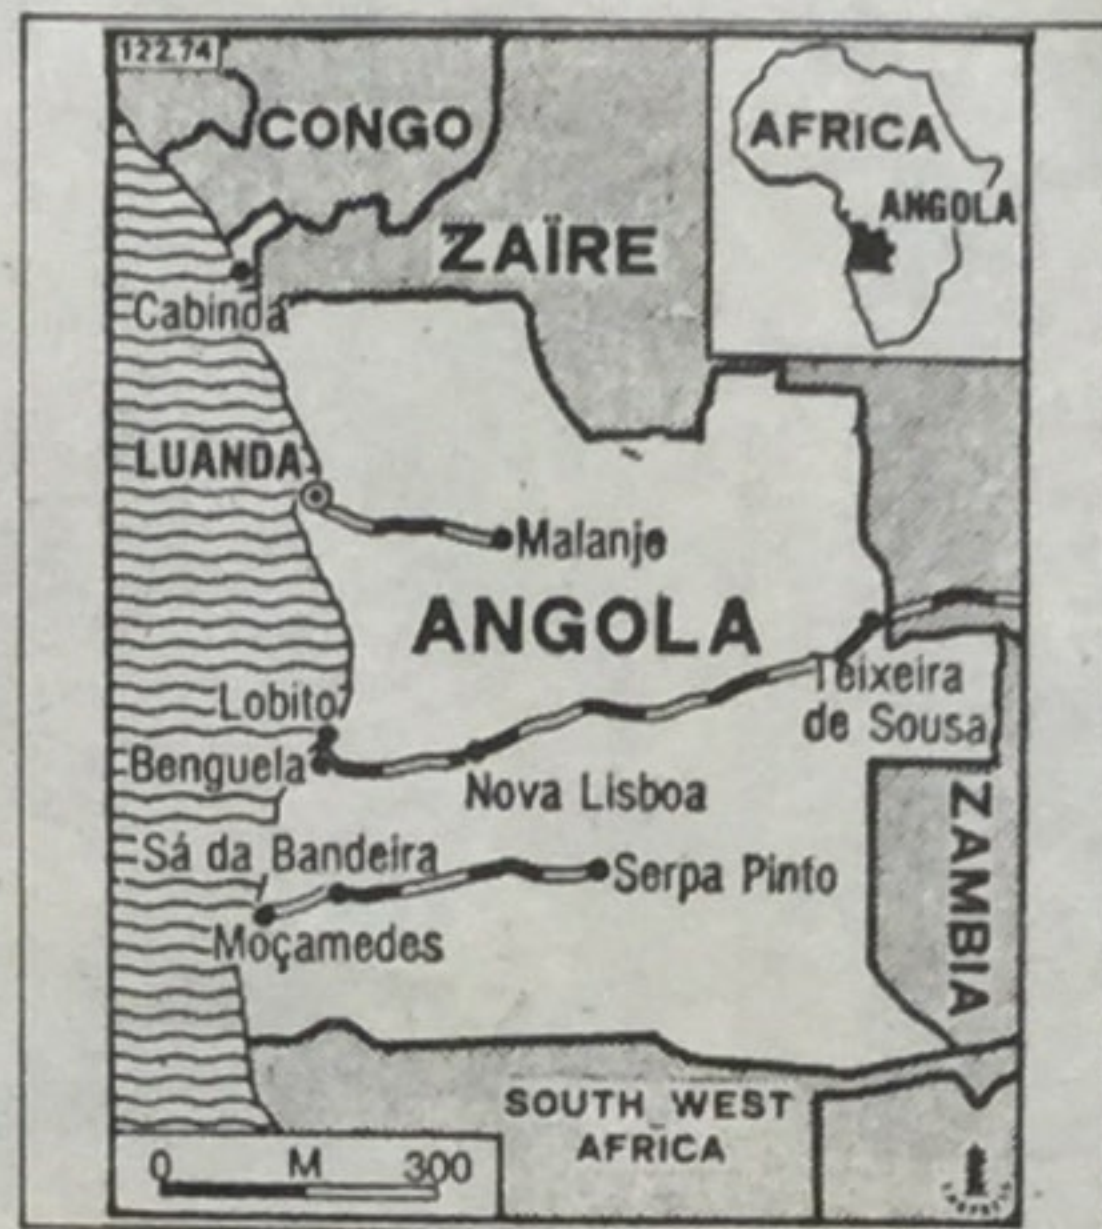 122.74
CONGO
AFRICA
ANGOLA
ZAÏRE
Cabinda
LUANDA
Malanje
ANGOLA
Lobito
Teixeira
de Sousa
Benguela
Nova Lisboa
Sá da Bandeira
Serpa Pinto
Moçamedes
ZAMBIA
SOUTH WEST
AFRICA
0 M 300